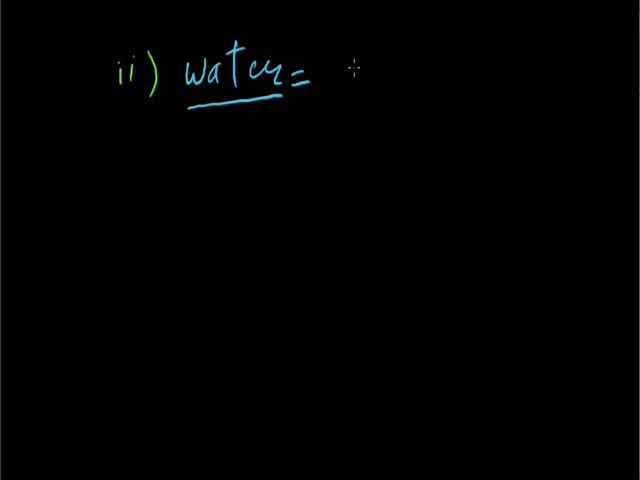 ii) water =